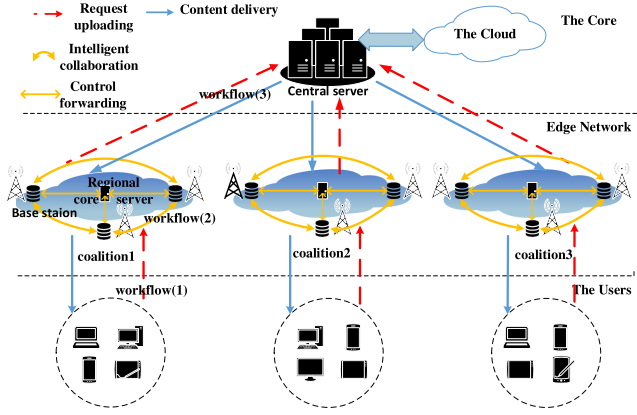 Request
uploading
Content delivery
The Core
The Cloud
Intelligent
collaboration
Control
forwarding
Central server
workflow(3)
Edge Network
Regional
core server
Base staion
workflow(2)
coalition1
coalition2
coalition3
workflow(1)
The Users